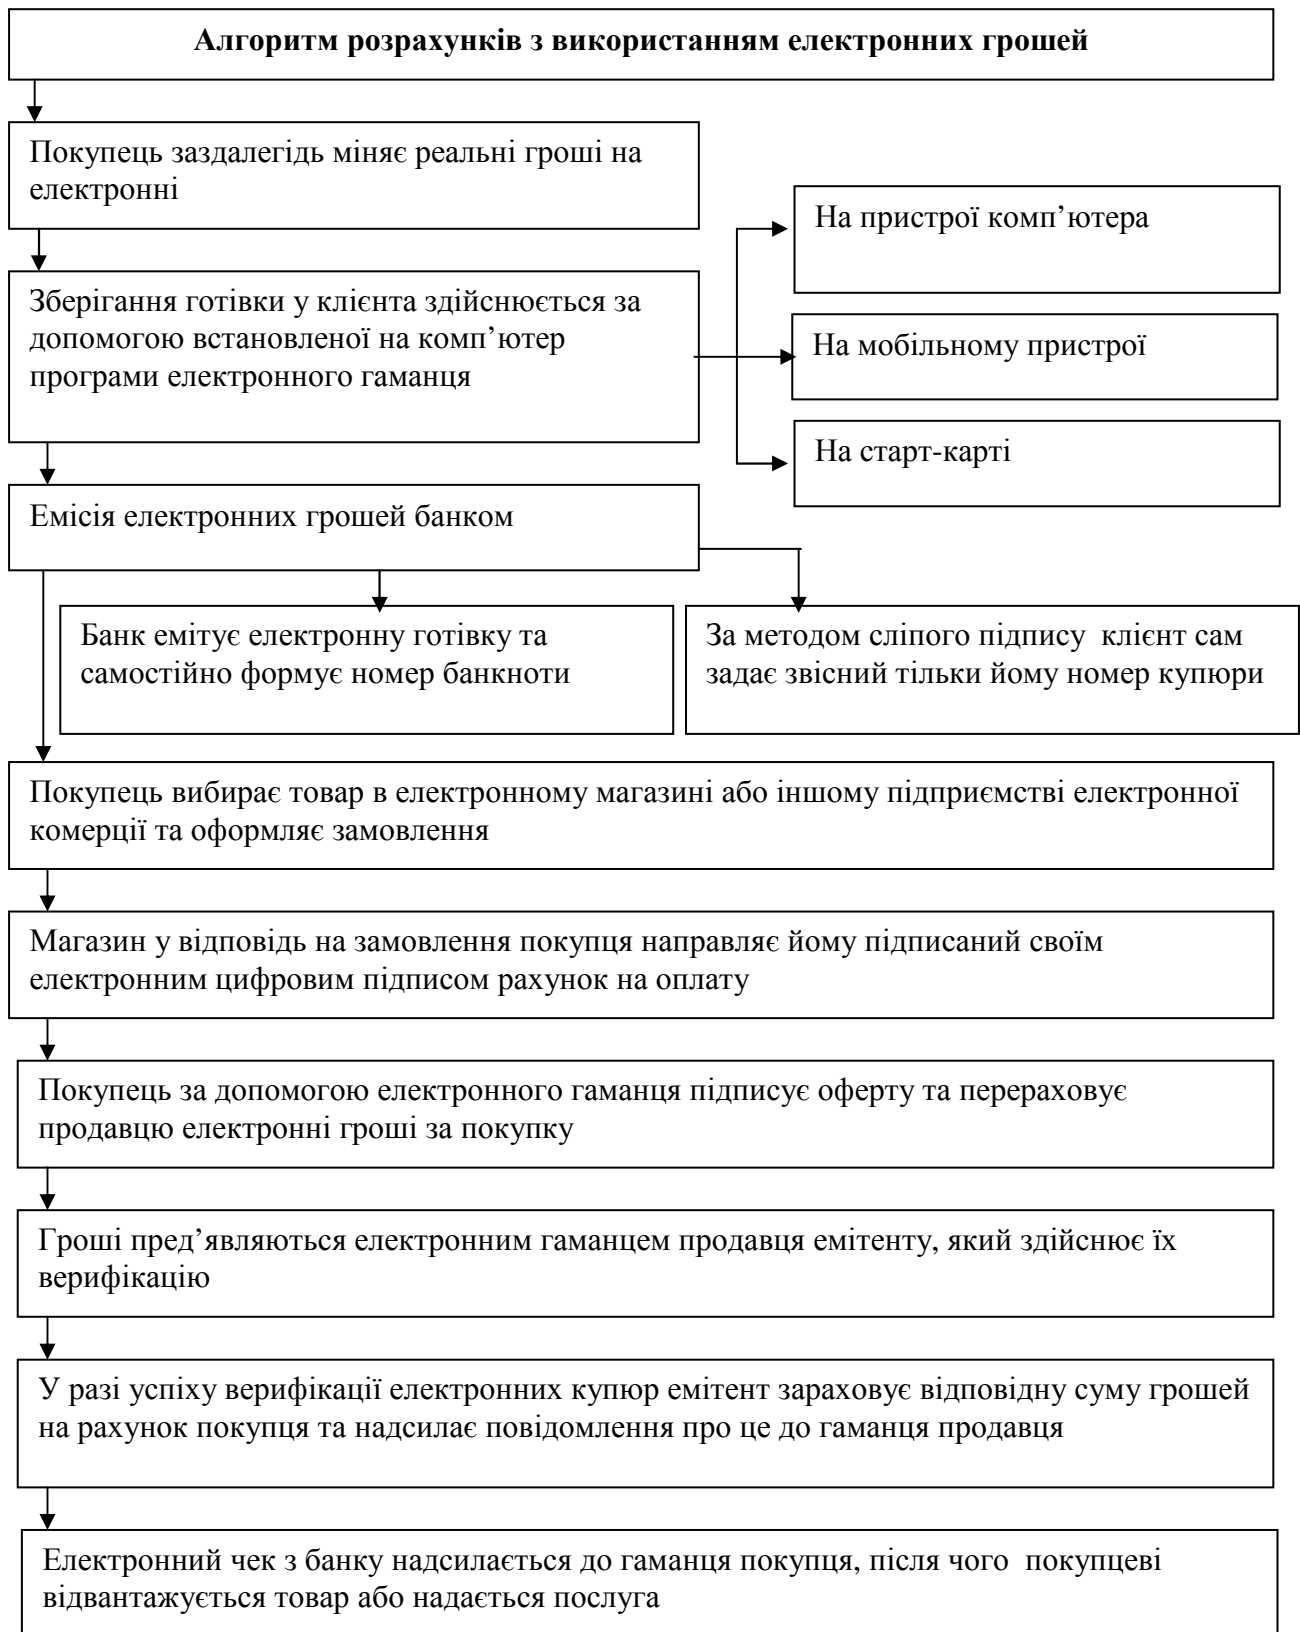 Алгоритм розрахунків з використанням електронних грошей
Покупець заздалегідь міняє реальні гроші на
електронні
На пристрої комп’ютера
Зберігання готівки у клієнта здійснюється за
допомогою встановленої на комп’ютер
програми електронного гаманця
На мобільному пристрої
На старт-карті
Емісія електронних грошей банком
Банк емітує електронну готівку та
самостійно формує номер банкноти
За методом сліпого підпису клієнт сам
задає звісний тільки йому номер купюри
Покупець вибирає товар в електронному магазині або іншому підприємстві електронної
комерції та оформляє замовлення
Магазин у відповідь на замовлення покупця направляє йому підписаний своїм
електронним цифровим підписом рахунок на оплату
Покупець за допомогою електронного гаманця підписує оферту та перераховує
продавцю електронні гроші за покупку
Гроші пред’являються електронним гаманцем продавця емітенту, який здійснює їх
верифікацію
У разі успіху верифікації електронних купюр емітент зараховує відповідну суму грошей
на рахунок покупця та надсилає повідомлення про це до гаманця продавця
Електронний чек з банку надсилається до гаманця покупця, після чого покупцеві
відвантажується товар або надається послуга